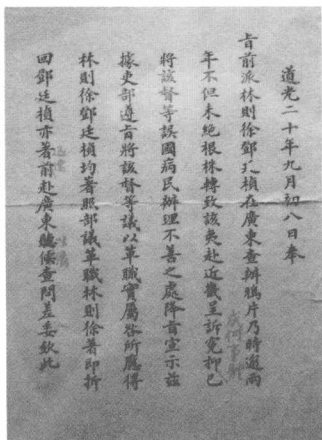 道光二十年九月初八日奉
旨前派林則徐鄧廷楨在廣東查辦鴉片乃時逾兩
年不但未絕根株轉致該夷赴近畿呈訴冤抑已
將該督等誤國病民辦理不善之處降旨宣示茲
據吏部遵旨將該督等議以革職實屬咎所應得
林則徐鄧廷楨均著照部議革職林則徐著即折
回鄧廷楨亦著前赴廣東聽候查問差委欽此